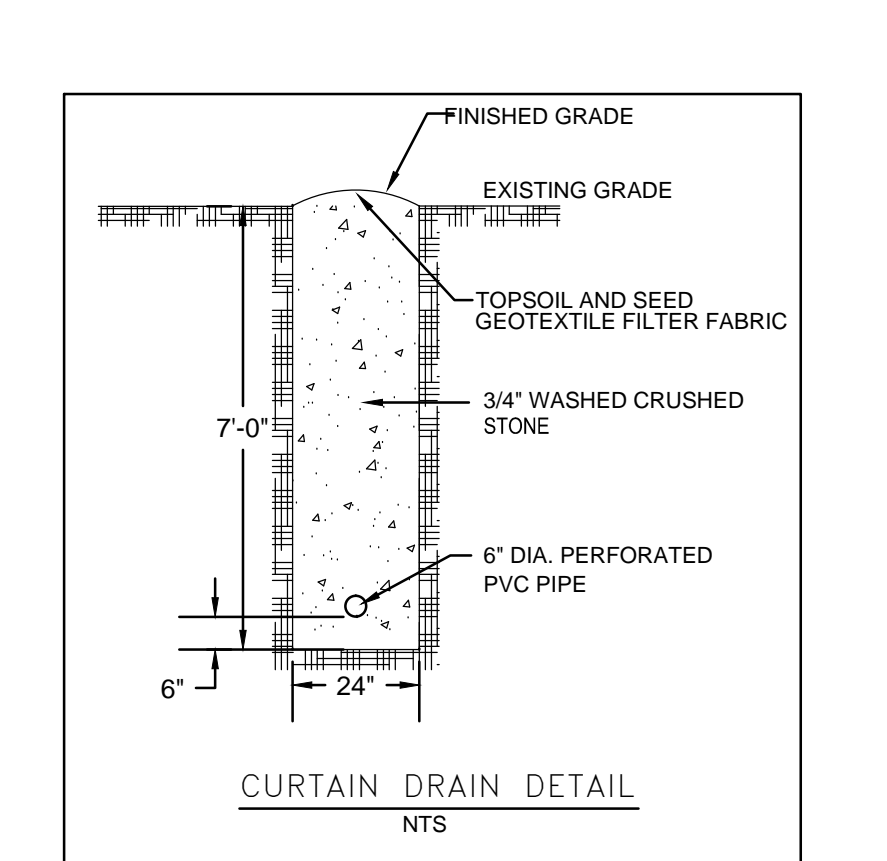 FINISHED GRADE
EXISTING GRADE
TOPSOIL AND SEED
GEOTEXTILE FILTER FABRIC
3/4" WASHED CRUSHED
STONE
7'-0"
6" DIA. PERFORATED
PVC PIPE
6"
24"
CURTAIN DRAIN DETAIL
NTS